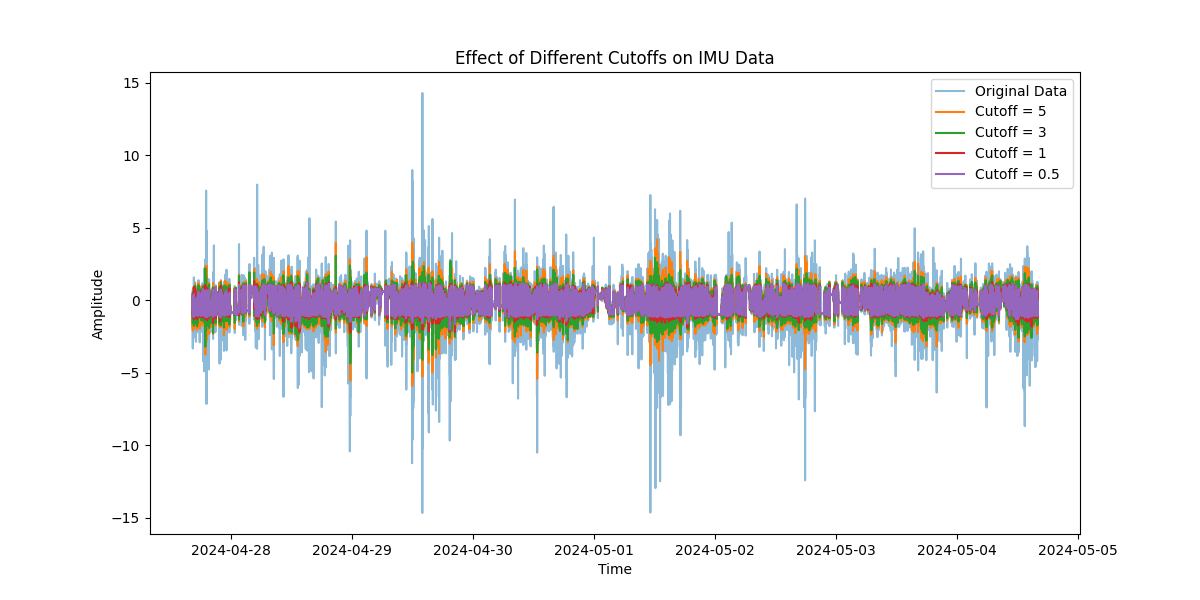 Effect of Different Cutoffs on IMU Data
15
10
5
0
−5
−10
−15
Amplitude
Original Data
Cutoff = 5
Cutoff = 3
Cutoff = 1
Cutoff = 0.5
2024-04-28
2024-04-29
2024-04-30
2024-05-01
2024-05-02
2024-05-03
2024-05-04
2024-05-05
Time